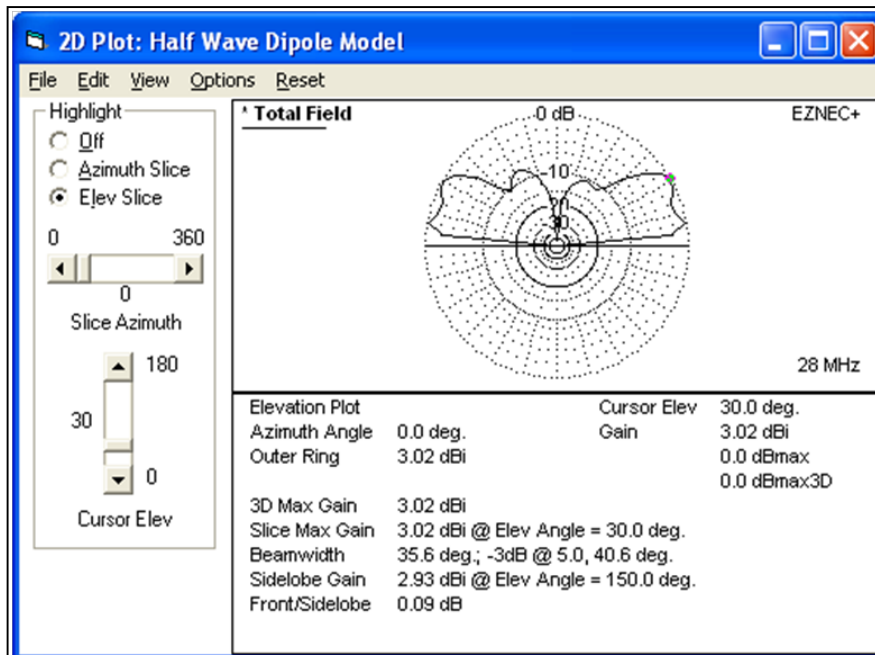 2D Plot: Half Wave Dipole Model
File Edit View Options Reset
Highlight
Off
Azimuth Slice
Elev Slice
0 360
0
Slice Azimuth
180
30
0
Cursor Elev
* Total Field
0 dB
EZNEC+
-10
-30
28 MHz
Elevation Plot Cursor Elev 30.0 deg.
Azimuth Angle 0.0 deg. Gain 3.02 dBi
Outer Ring 3.02 dBi 0.0 dBmax
0.0 dBmax3D
3D Max Gain 3.02 dBi
Slice Max Gain 3.02 dBi @ Elev Angle = 30.0 deg.
Beamwidth 35.6 deg.; -3dB @ 5.0, 40.6 deg.
Sidelobe Gain 2.93 dBi @ Elev Angle = 150.0 deg.
Front/Sidelobe 0.09 dB